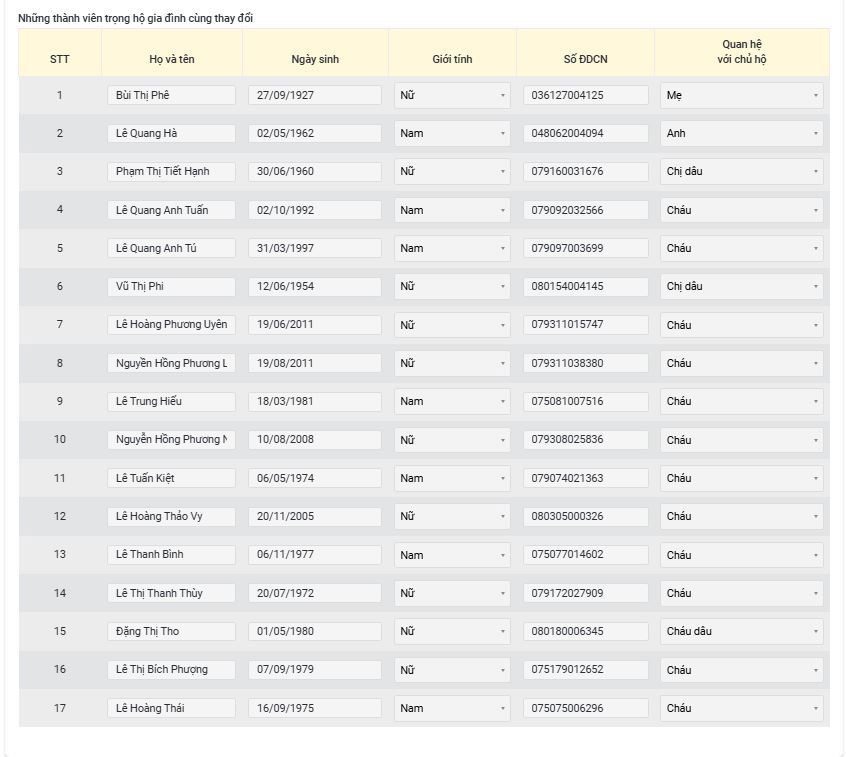 Những thành viên trong hộ gia đình cùng thay đổi
STT Họ và tên Ngày sinh Giới tính Số ĐDCN Quan hệ
với chủ hộ
1 Bùi Thị Phê 27/09/1927 Nữ 036127004125 Mẹ
2 Lê Quang Hà 02/05/1962 Nam 048062004094 Anh
3 Phạm Thị Tiết Hạnh 30/06/1960 Nữ 079160031676 Chị dâu
4 Lê Quang Anh Tuấn 02/10/1992 Nam 079092032566 Cháu
5 Lê Quang Anh Tú 31/03/1997 Nam 079097003699 Cháu
6 Vũ Thị Phi 12/06/1954 Nữ 080154004145 Chị dâu
7 Lê Hoàng Phương Uyên 19/06/2011 Nữ 079311015747 Cháu
8 Nguyễn Hồng Phương L 19/08/2011 Nữ 079311038380 Cháu
9 Lê Trung Hiếu 18/03/1981 Nam 075081007516 Cháu
10 Nguyễn Hồng Phương N 10/08/2008 Nữ 079308025836 Cháu
11 Lê Tuấn Kiệt 06/05/1974 Nam 079074021363 Cháu
12 Lê Hoàng Thảo Vy 20/11/2005 Nữ 080305000326 Cháu
13 Lê Thanh Bình 06/11/1977 Nam 075077014602 Cháu
14 Lê Thị Thanh Thùy 20/07/1972 Nữ 079172027909 Cháu
15 Đặng Thị Tho 01/05/1980 Nữ 080180006345 Cháu dâu
16 Lê Thị Bích Phượng 07/09/1979 Nữ 075179012652 Cháu
17 Lê Hoàng Thái 16/09/1975 Nam 075075006296 Cháu